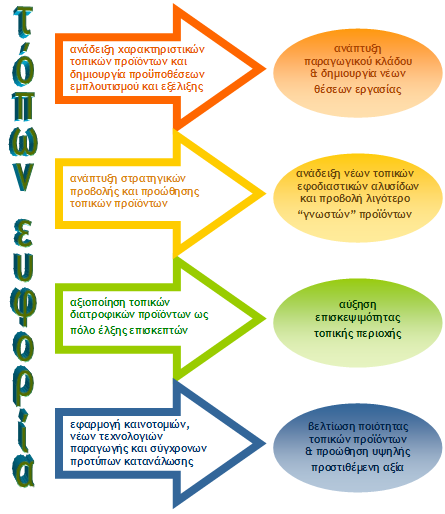 τόπων ευφορία
ανάδειξη χαρακτηριστικών
τοπικών προϊόντων και
δημιουργία προϋποθέσεων
εμπλουτισμού και εξέλιξης
ανάπτυξη
παραγωγικού κλάδου
& δημιουργία νέων
θέσεων εργασίας
ανάπτυξη στρατηγικών
προβολής και προώθησης
τοπικών προϊόντων
ανάδειξη νέων τοπικών
εφοδιαστικών αλυσίδων
και προβολή λιγότερο
“γνωστών” προϊόντων
αξιοποίηση τοπικών
διατροφικών προϊόντων ως
πόλο έλξης επισκεπτών
αύξηση
επισκεψιμότητας
τοπικής περιοχής
εφαρμογή καινοτομιών,
νέων τεχνολογιών
παραγωγής και σύγχρονων
προτύπων κατανάλωσης
βελτίωση ποιότητας
τοπικών προϊόντων
& προώθηση υψηλής
προστιθέμενη αξία